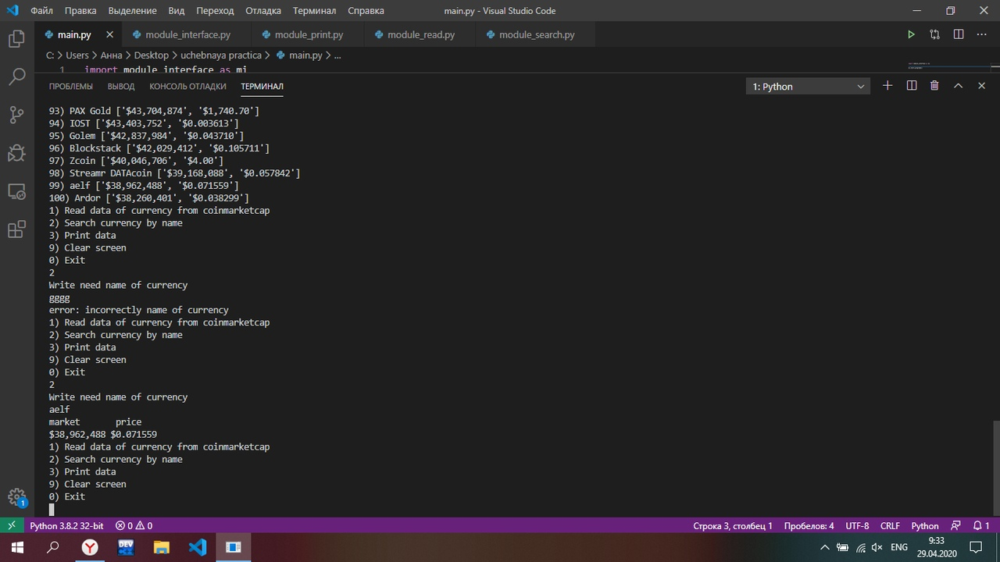 Файл Правка Выделение Вид Переход Отладка Терминал Справка main.py - Visual Studio Code
main.py module_interface.py module_print.py module_read.py module_search.py
C: > Users > Анна > Desktop > uchebnaya practica > main.py > ...
1 import module_interface as mi
ПРОБЛЕМЫ ВЫВОД КОНСОЛЬ ОТЛАДКИ ТЕРМИНАЛ 1: Python
93) PAX Gold ['$43,704,874', '$1,740.70']
94) IOST ['$43,403,752', '$0.003613']
95) Golem ['$42,837,984', '$0.043710']
96) Blockstack ['$42,029,412', '$0.105711']
97) Zcoin ['$40,046,706', '$4.00']
98) Streamr DATAcoin ['$39,168,088', '$0.057842']
99) aelf ['$38,962,488', '$0.071559']
100) Ardor ['$38,260,401', '$0.038299']
1) Read data of currency from coinmarketcap
2) Search currency by name
3) Print data
9) Clear screen
0) Exit
2
Write need name of currency
gggg
error: incorrectly name of currency
1) Read data of currency from coinmarketcap
2) Search currency by name
3) Print data
9) Clear screen
0) Exit
2
Write need name of currency
aelf
market price
$38,962,488 $0.071559
1) Read data of currency from coinmarketcap
2) Search currency by name
3) Print data
9) Clear screen
0) Exit
1
Python 3.8.2 32-bit 0 0 Строка 3, столбец 1 Пробелов: 4 UTF-8 CRLF Python 1
DEV C++ ENG 9:33
29.04.2020